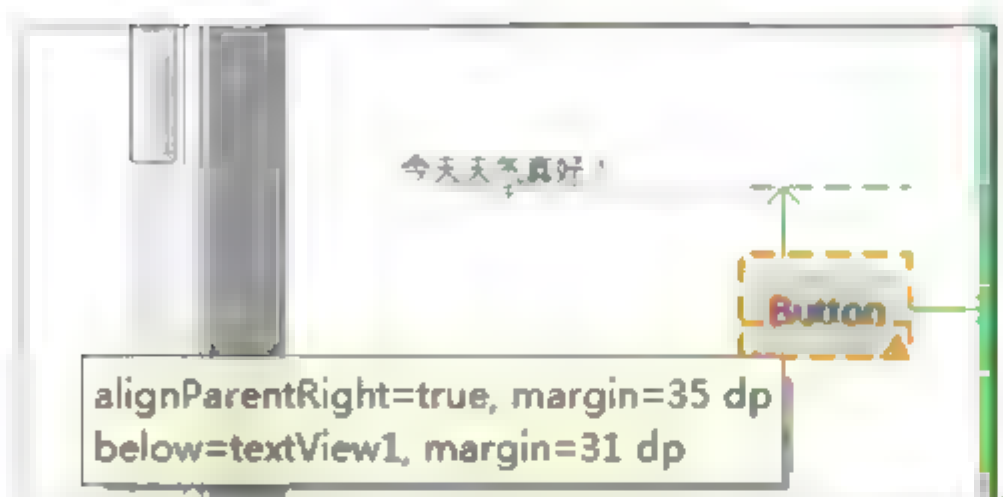 今天天气真好！
Button
alignParentRight=true, margin=35 dp
below=textView1, margin=31 dp